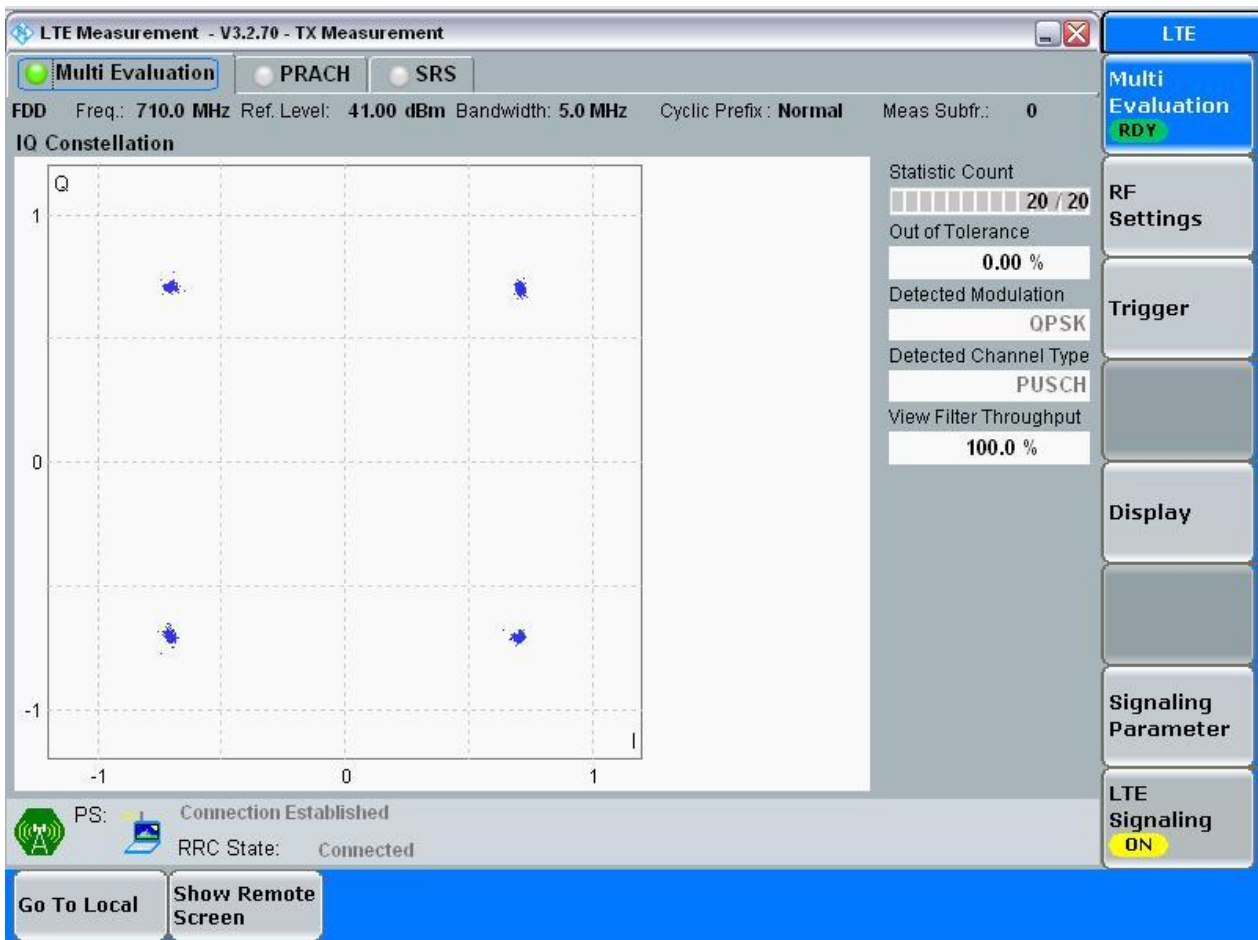 LTE Measurement - V3.2.70 - TX Measurement
Multi Evaluation PRACH SRS
FDD Freq.: 710.0 MHz Ref. Level: 41.00 dBm Bandwidth: 5.0 MHz Cyclic Prefix : Normal Meas Subfr.: 0
IQ Constellation
Q
1
0
-1
I
-1 0 1
Statistic Count
20 / 20
Out of Tolerance
0.00 %
Detected Modulation
QPSK
Detected Channel Type
PUSCH
View Filter Throughput
100.0 %
PS: Connection Established
RRC State: Connected
LTE
Multi
Evaluation
RDY
RF
Settings
Trigger
Display
Signaling
Parameter
LTE
Signaling
ON
Go To Local
Show Remote
Screen